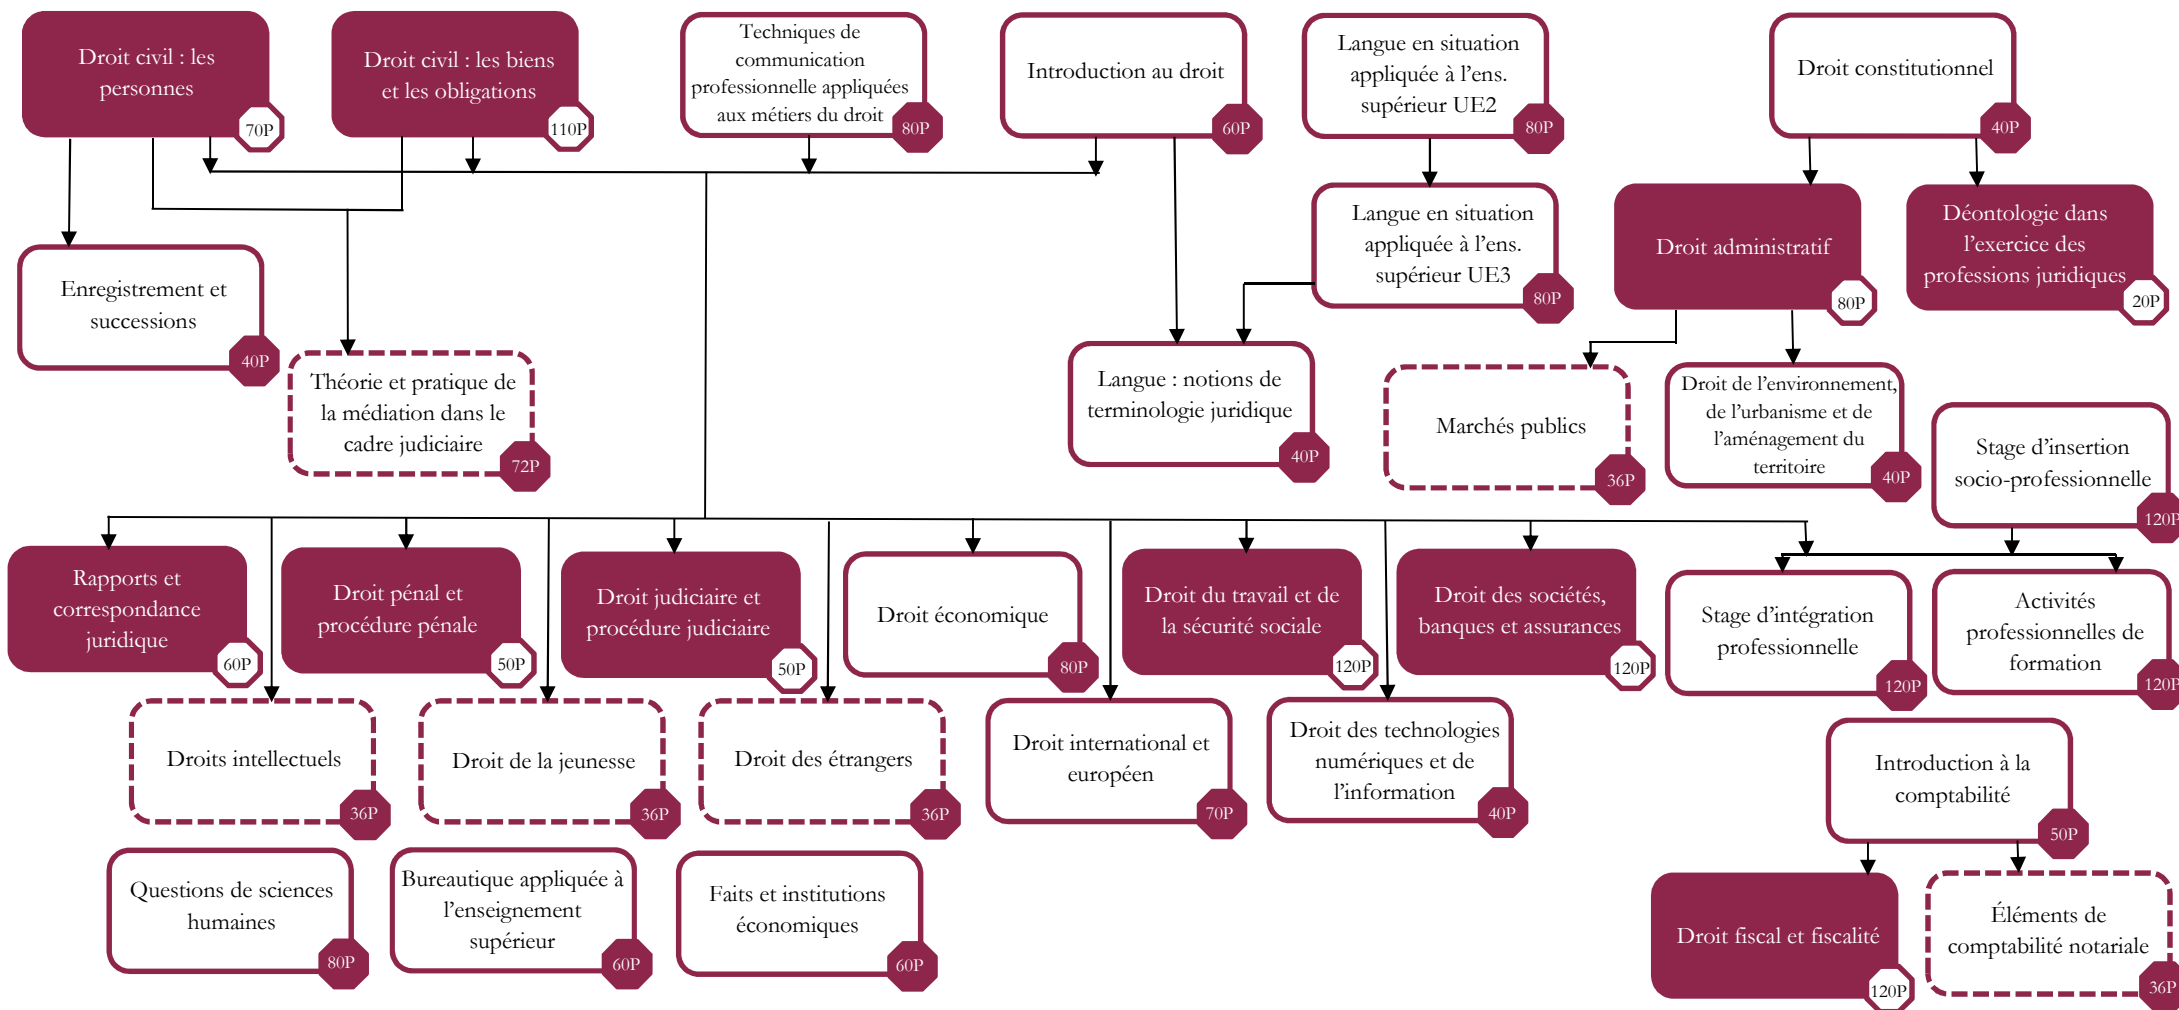 Droit civil : les
personnes
70P
Droit civil : les biens
et les obligations
110P
Techniques de
communication
professionnelle appliquées
aux métiers du droit
80P
Introduction au droit
60P
Langue en situation
appliquée à l'ens.
supérieur UE2
80P
Droit constitutionnel
40P
Enregistrement et
successions
40P
Théorie et pratique de
la médiation dans le
cadre judiciaire
72P
Langue en situation
appliquée à l'ens.
supérieur UE3
80P
Langue : notions de
terminologie juridique
40P
Droit administratif
80P
Déontologie dans
l'exercice des
professions juridiques
20P
Marchés publics
36P
Droit de l'environnement,
de l'urbanisme et de
l'aménagement du
territoire
40P
Stage d'insertion
socio-professionnelle
120P
Rapports et
correspondance
juridique
60P
Droit pénal et
procédure pénale
50P
Droit judiciaire et
procédure judiciaire
50P
Droit économique
80P
Droit du travail et de
la sécurité sociale
120P
Droit des sociétés,
banques et assurances
120P
Stage d'intégration
professionnelle
120P
Activités
professionnelles de
formation
120P
Droits intellectuels
36P
Droit de la jeunesse
36P
Droit des étrangers
36P
Droit international et
européen
70P
Droit des technologies
numériques et de
l'information
40P
Introduction à la
comptabilité
50P
Questions de sciences
humaines
80P
Bureautique appliquée à
l'enseignement
supérieur
60P
Faits et institutions
économiques
60P
Droit fiscal et fiscalité
120P
Éléments de
comptabilité notariale
36P